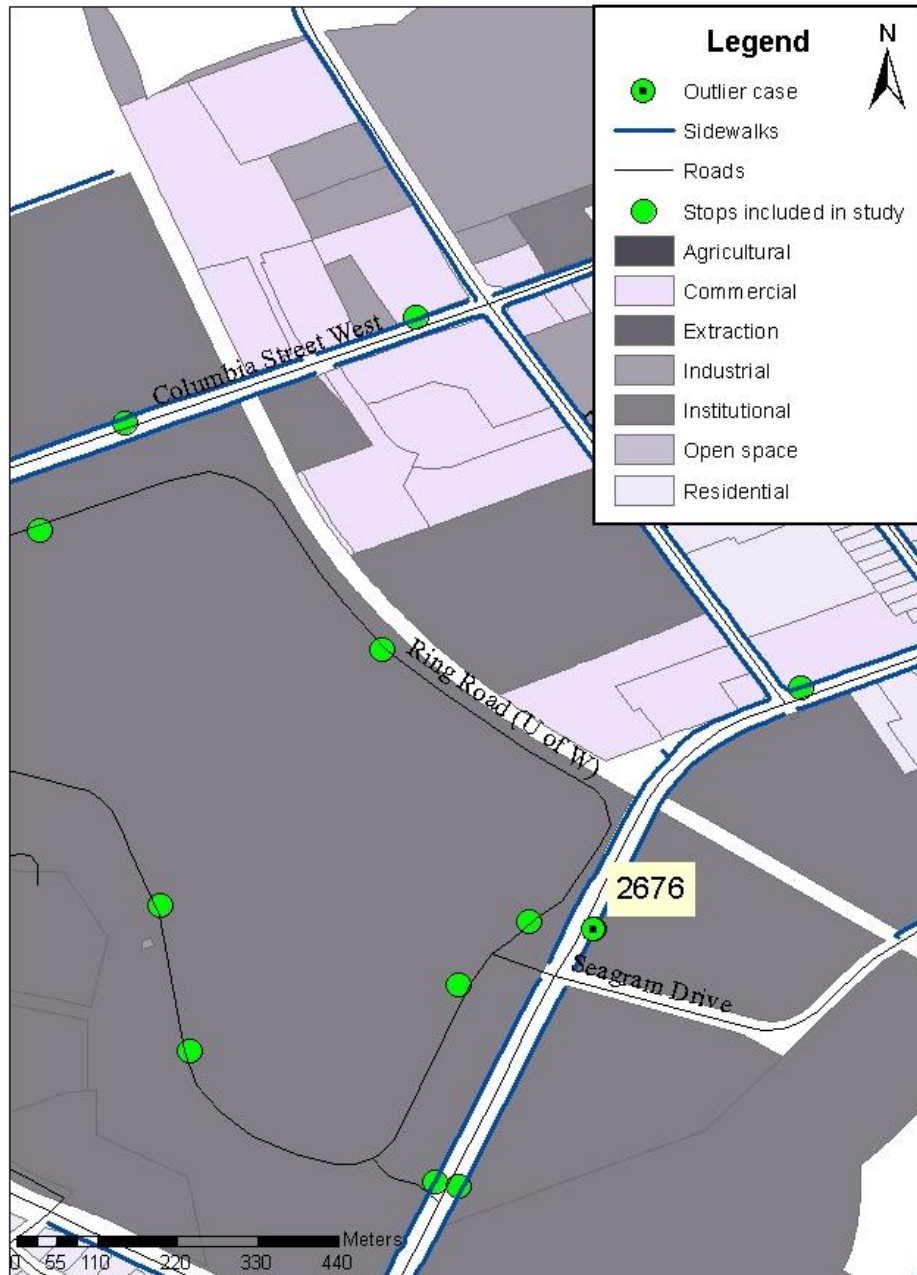 Legend
N
Outlier case
Sidewalks
Roads
Stops included in study
Agricultural
Commercial
Extraction
Industrial
Institutional
Open space
Residential
Columbia Street West
Ring Road (U of W)
2676
Seagram Drive
Meters
0 55 110 220 330 440